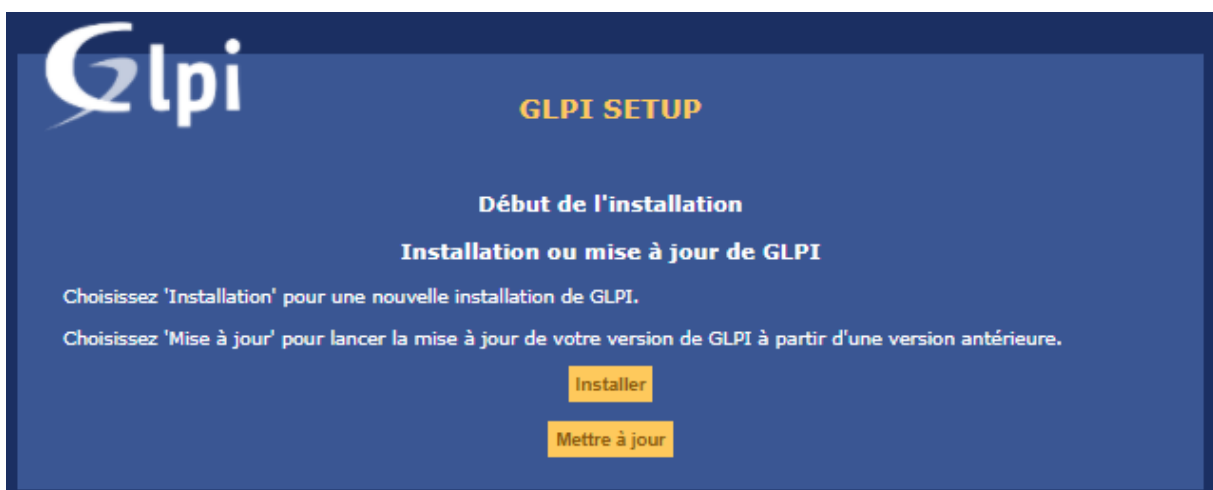 Glpi
GLPI SETUP
Début de l'installation
Installation ou mise à jour de GLPI
Choisissez 'Installation' pour une nouvelle installation de GLPI.
Choisissez 'Mise à jour' pour lancer la mise à jour de votre version de GLPI à partir d'une version antérieure.
Installer
Mettre à jour